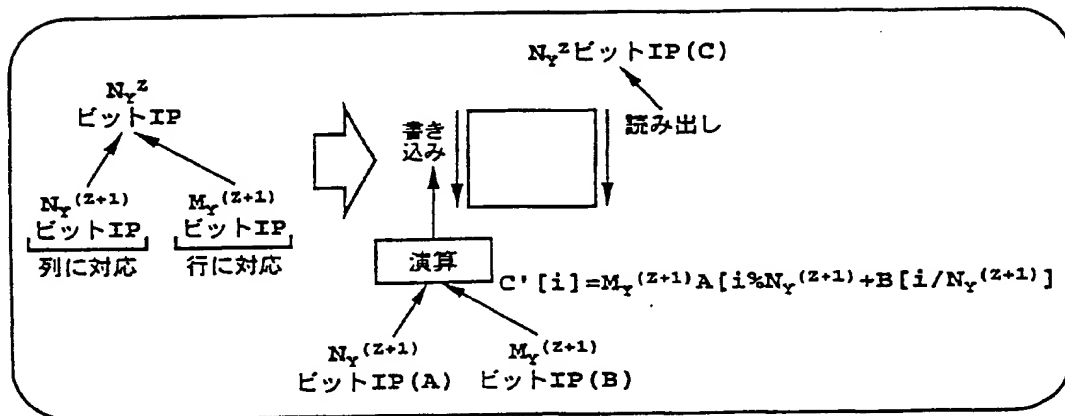 N_Y^Z
ビットIP
N_Y^(Z+1)
ビットIP
列に対応
M_Y^(Z+1)
ビットIP
行に対応
N_Y^ZビットIP(C)
書き
込み
読み出し
演算
C'[i]=M_Y^(Z+1)A[i%N_Y^(Z+1)+B[i/N_Y^(Z+1)]
N_Y^(Z+1)
ビットIP(A)
M_Y^(Z+1)
ビットIP(B)